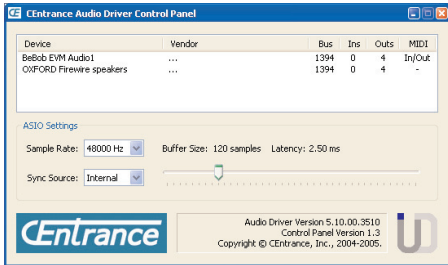 CEntrance Audio Driver Control Panel
Device Vendor Bus Ins Outs MIDI
BeBob EVM Audio1 ... 1394 0 4 In/Out
OXFORD Firewire speakers ... 1394 0 4 -
ASIO Settings
Sample Rate: 48000 Hz Buffer Size: 120 samples Latency: 2.50 ms
Sync Source: Internal
CEntrance
Audio Driver Version 5.10.00.3510
Control Panel Version 1.3
Copyright © CEntrance, Inc., 2004-2005.